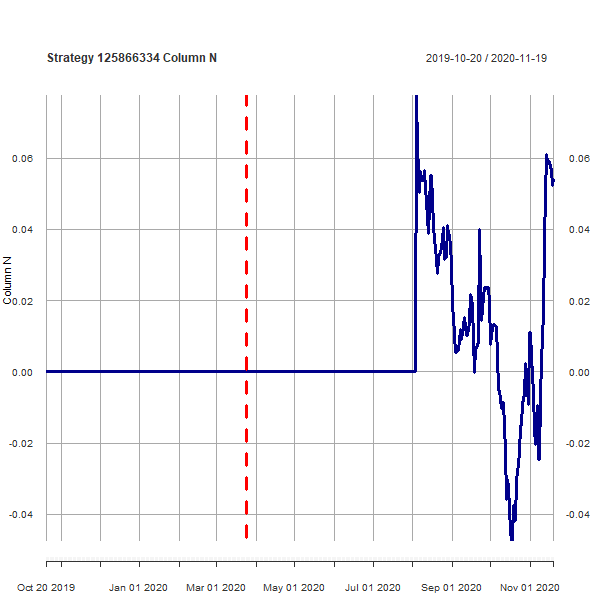 Strategy 125866334 Column N
2019-10-20 / 2020-11-19
0.06
0.06
0.04
0.04
0.02
0.02
0.00
0.00
-0.02
-0.02
-0.04
-0.04
Column N
Oct 20 2019
Jan 01 2020
Mar 01 2020
May 01 2020
Jul 01 2020
Sep 01 2020
Nov 01 2020